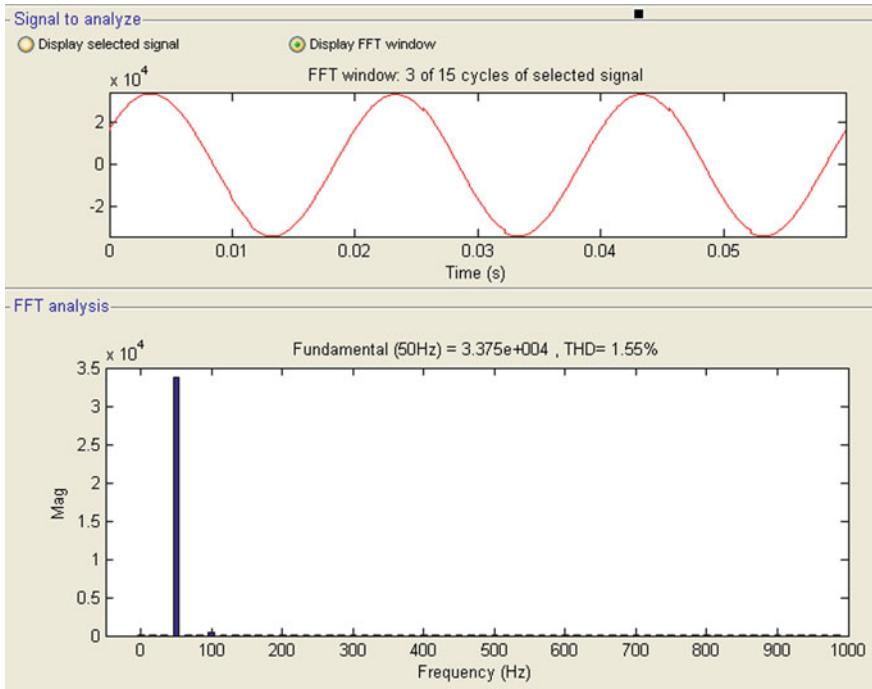 Signal to analyze
Display selected signal Display FFT window
FFT window: 3 of 15 cycles of selected signal
x 10^4
2
0
-2
0 0.01 0.02 0.03 0.04 0.05
Time (s)
FFT analysis
Fundamental (50Hz) = 3.375e+004 , THD= 1.55%
x 10^4
3.5
3
2.5
2
1.5
1
0.5
0
Mag
0 100 200 300 400 500 600 700 800 900 1000
Frequency (Hz)